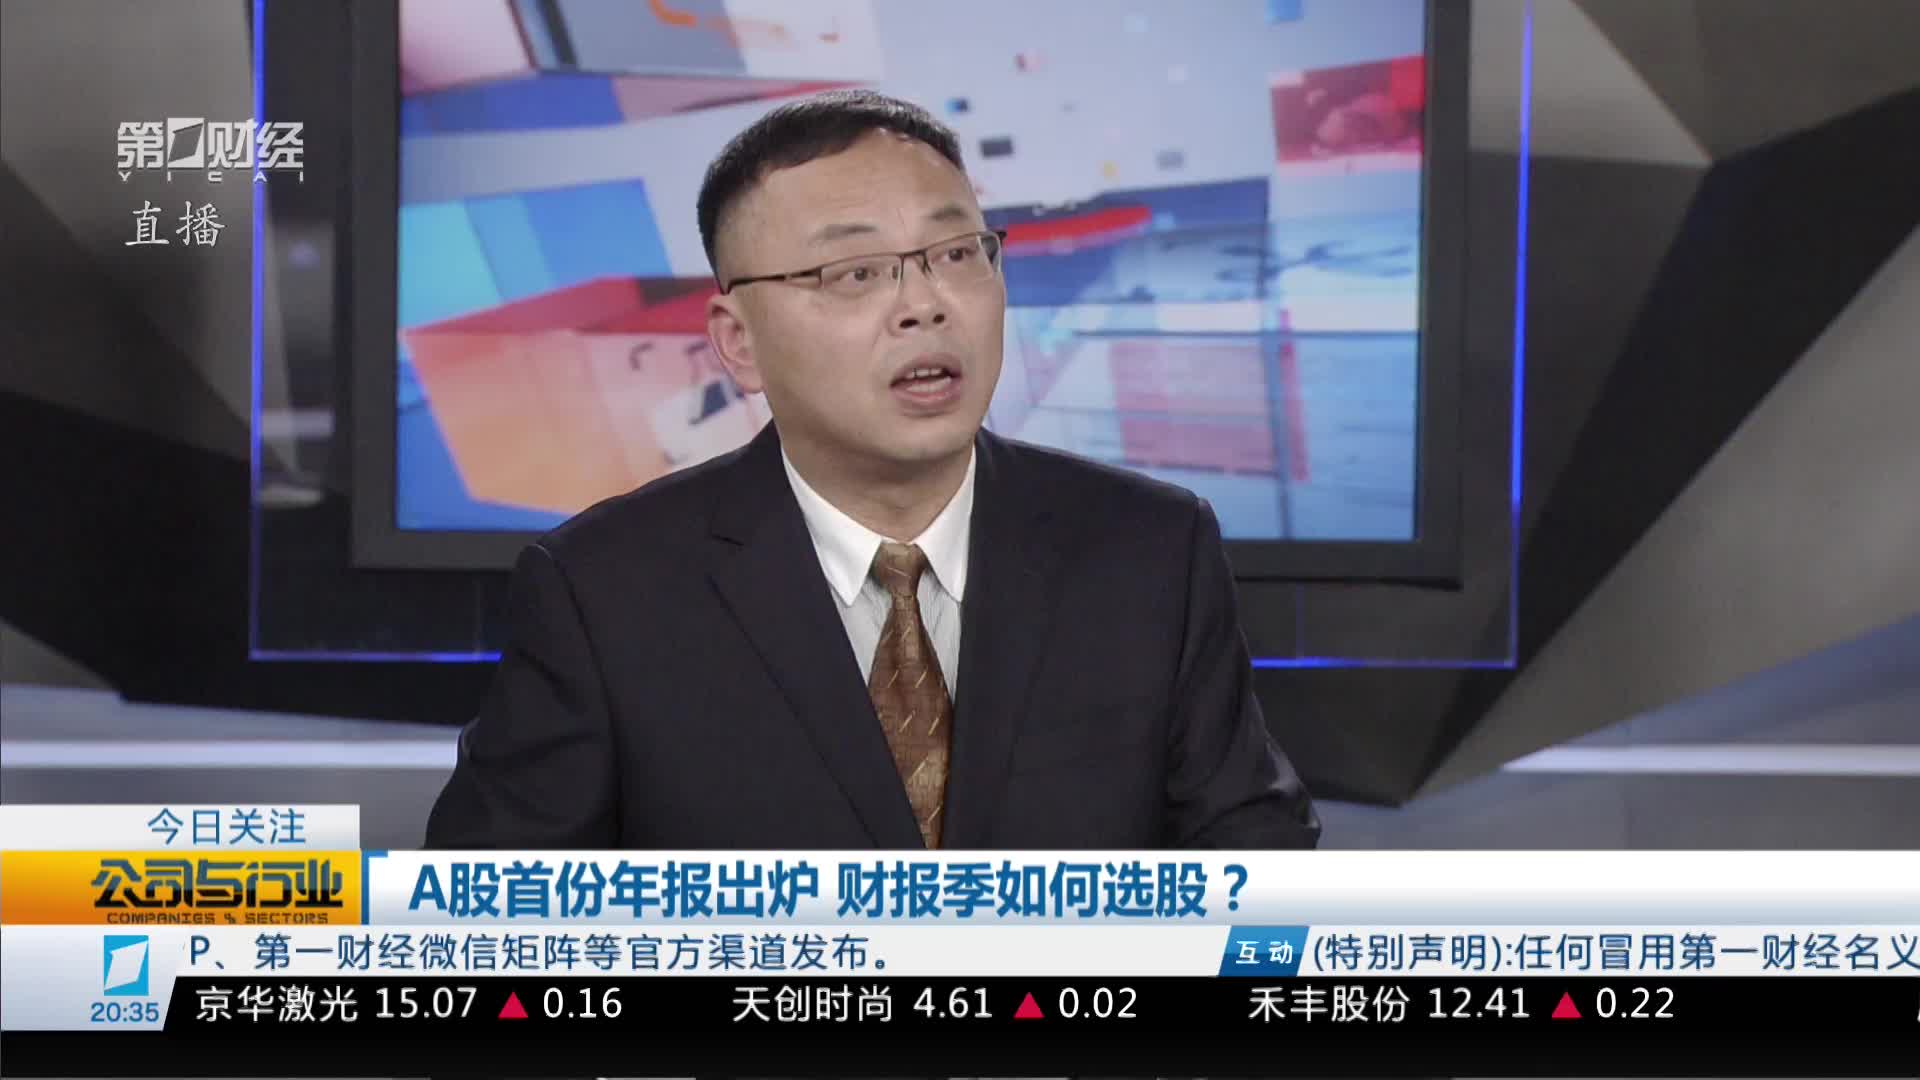 第一财经
YICAI
直播
今日关注
公司与行业
COMPANIES & SECTORS
A股首份年报出炉 财报季如何选股？
P、第一财经微信矩阵等官方渠道发布。 互动 (特别声明):任何冒用第一财经名义
20:35 京华激光 15.07 ▲ 0.16 天创时尚 4.61 ▲ 0.02 禾丰股份 12.41 ▲ 0.22